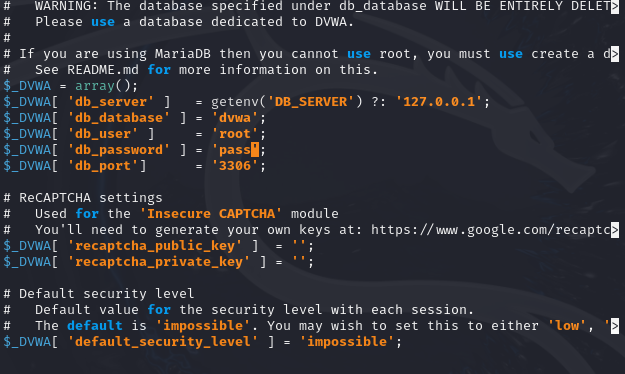 #   WARNING: The database specified under db_database WILL BE ENTIRELY DELET>
#   Please use a database dedicated to DVWA.
#
# If you are using MariaDB then you cannot use root, you must use create a d>
#   See README.md for more information on this.
$_DVWA = array();
$_DVWA[ 'db_server' ]   = getenv('DB_SERVER') ?: '127.0.0.1';
$_DVWA[ 'db_database' ] = 'dvwa';
$_DVWA[ 'db_user' ]     = 'root';
$_DVWA[ 'db_password' ] = 'pass';
$_DVWA[ 'db_port']      = '3306';

# ReCAPTCHA settings
#   Used for the 'Insecure CAPTCHA' module
#   You'll need to generate your own keys at: https://www.google.com/recaptc>
$_DVWA[ 'recaptcha_public_key' ]  = '';
$_DVWA[ 'recaptcha_private_key' ] = '';

# Default security level
#   Default value for the security level with each session.
#   The default is 'impossible'. You may wish to set this to either 'low', '>
$_DVWA[ 'default_security_level' ] = 'impossible';